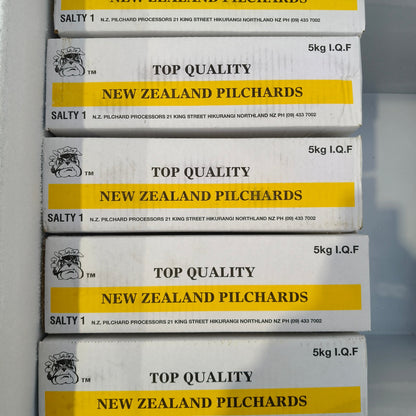 NEW ZEALAND PILCHARDS
SALTY 1 N.Z. PILCHARD PROCESSORS 21 KING STREET HIKURANGI NORTHLAND NZ PH (09) 433 7002
5kg I.Q.F
TM
TOP QUALITY
NEW ZEALAND PILCHARDS
SALTY 1 N.Z. PILCHARD PROCESSORS 21 KING STREET HIKURANGI NORTHLAND NZ PH (09) 433 7002
5kg I.Q.F
TM
TOP QUALITY
NEW ZEALAND PILCHARDS
SALTY 1 N.Z. PILCHARD PROCESSORS 21 KING STREET HIKURANGI NORTHLAND NZ PH (09) 433 7002
5kg I.Q.F
TM
TOP QUALITY
NEW ZEALAND PILCHARDS
SALTY 1 N.Z. PILCHARD PROCESSORS 21 KING STREET HIKURANGI NORTHLAND NZ PH (09) 433 7002
5kg I.Q.F
TM
TOP QUALITY
NEW ZEALAND PILCHARDS